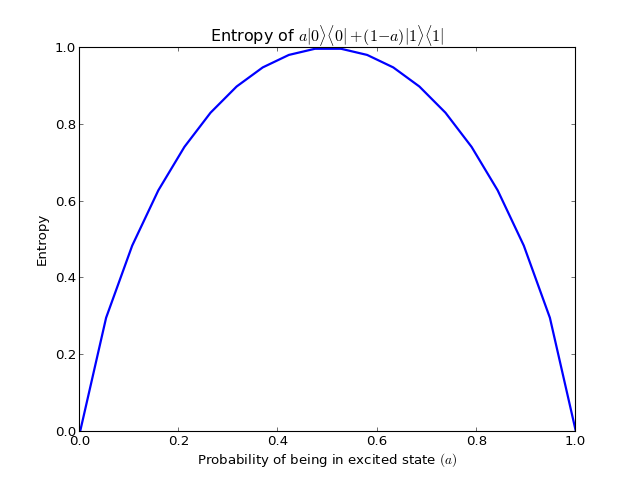 Entropy of a|0⟩⟨0|+(1−a)|1⟩⟨1|
1.0
0.8
0.6
0.4
0.2
0.0
Entropy
0.0 0.2 0.4 0.6 0.8 1.0
Probability of being in excited state (a)